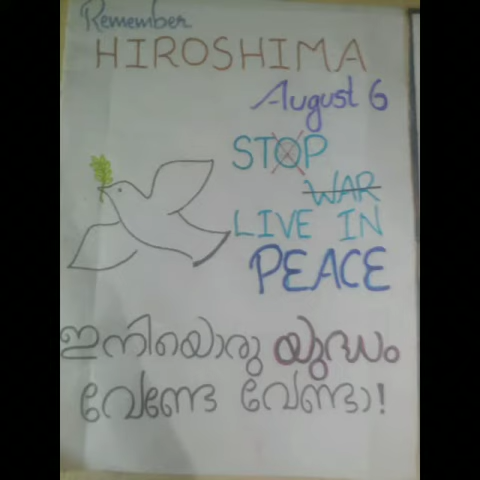 Remember
HIROSHIMA
August 6
STOP
WAR
LIVE IN
PEACE
ഇനിയൊരു യുദ്ധം
വേണ്ടേ വേണ്ടാ!